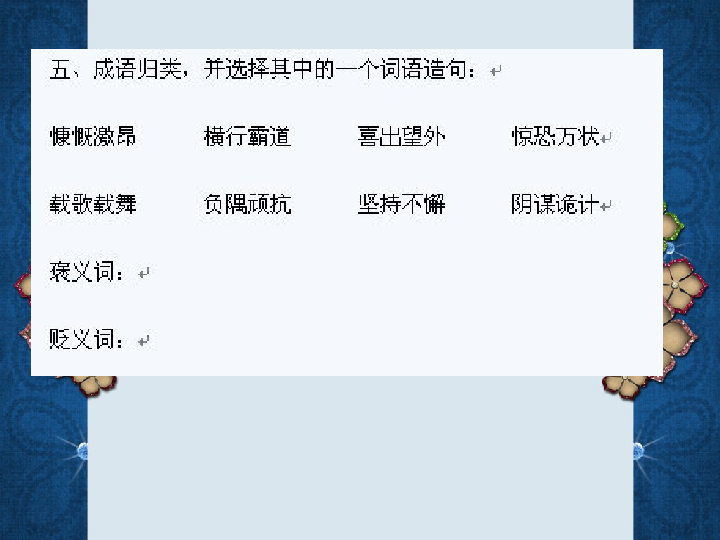 五、成语归类，并选择其中的一个词语造句：↵
慷慨激昂 横行霸道 喜出望外 惊恐万状↵
载歌载舞 负隅顽抗 坚持不懈 阴谋诡计↵
褒义词：↵
贬义词：↵